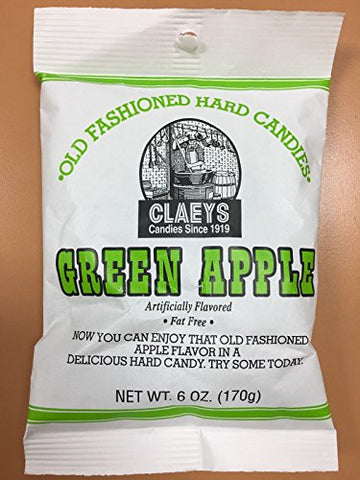 •OLD FASHIONED HARD CANDIES•
CLAEYS
Candies Since 1919
GREEN APPLE
Artificially Flavored
• Fat Free •
NOW YOU CAN ENJOY THAT OLD FASHIONED
APPLE FLAVOR IN A
DELICIOUS HARD CANDY. TRY SOME TODAY.
NET WT. 6 OZ. (170g)